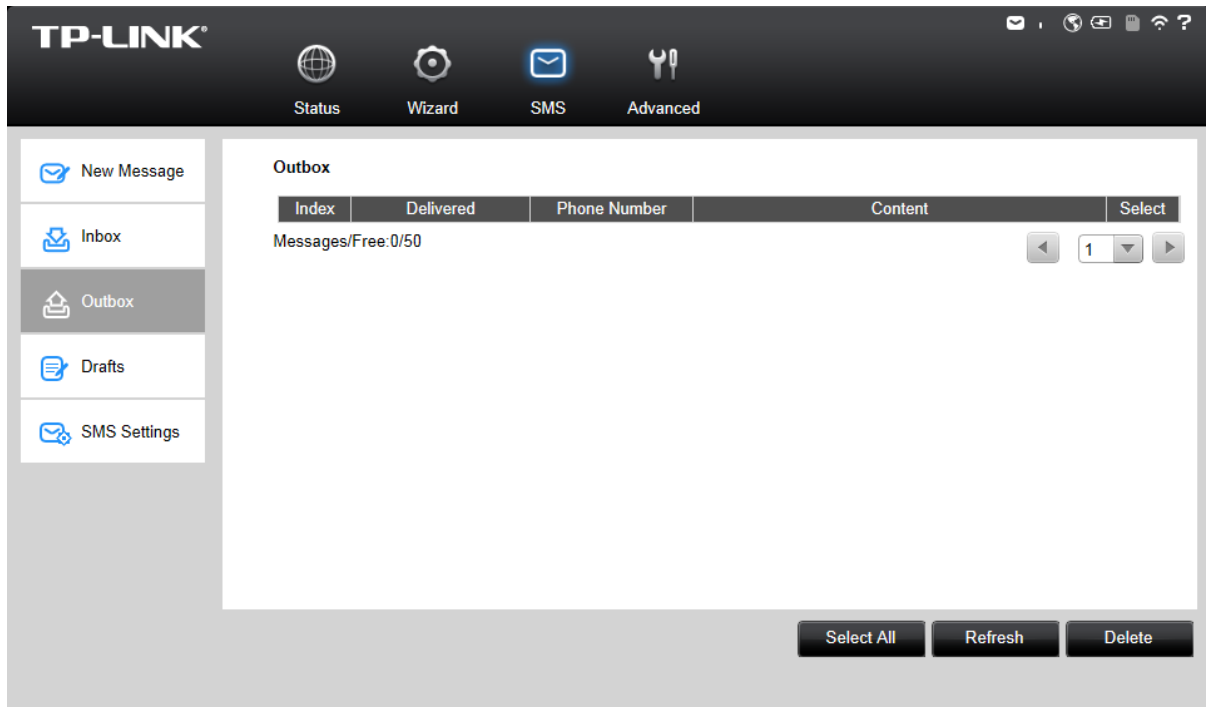 TP-LINK®
?
Status Wizard SMS Advanced
New Message
Inbox
Outbox
Drafts
SMS Settings
Outbox
Index Delivered Phone Number Content Select
Messages/Free:0/50
1
Select All Refresh Delete